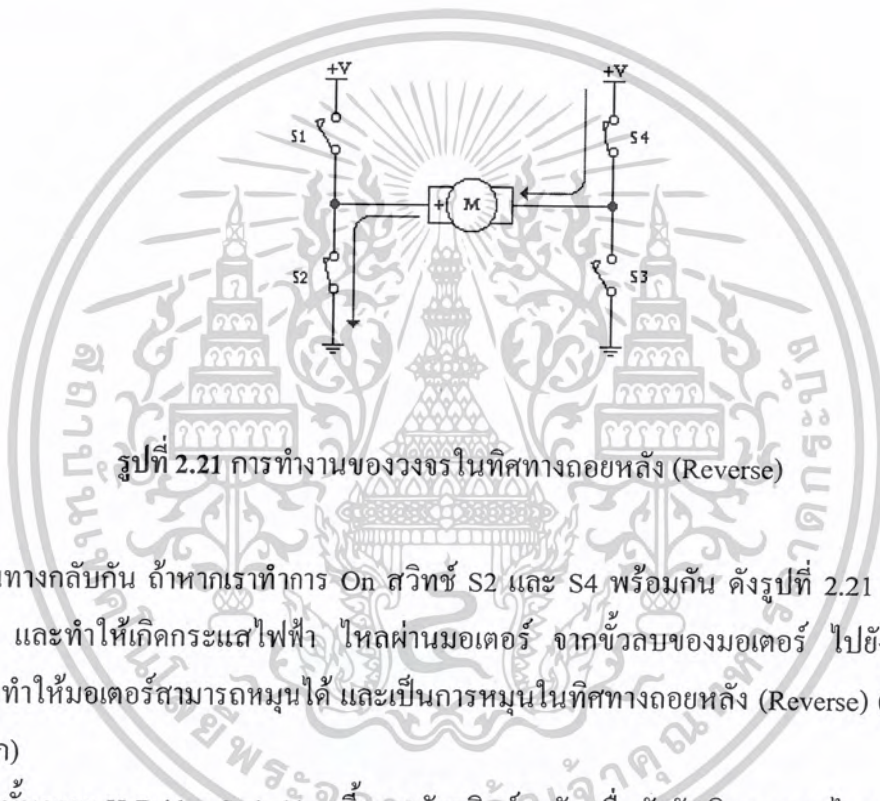 +V +V
S1 S4
+ M
S2 S3
รูปที่ 2.21 การทำงานของวงจรในทิศทางถอยหลัง (Reverse)
ทางกลับกัน ถ้าหากเราทำการ On สวิทช์ S2 และ S4 พร้อมกัน ดังรูปที่ 2.21
และทำให้เกิดกระแสไฟฟ้า ไหลผ่านมอเตอร์ จากขั้วลบของมอเตอร์ ไปยัง
ทำให้มอเตอร์สามารถหมุนได้ และเป็นการหมุนในทิศทางถอยหลัง (Reverse) (